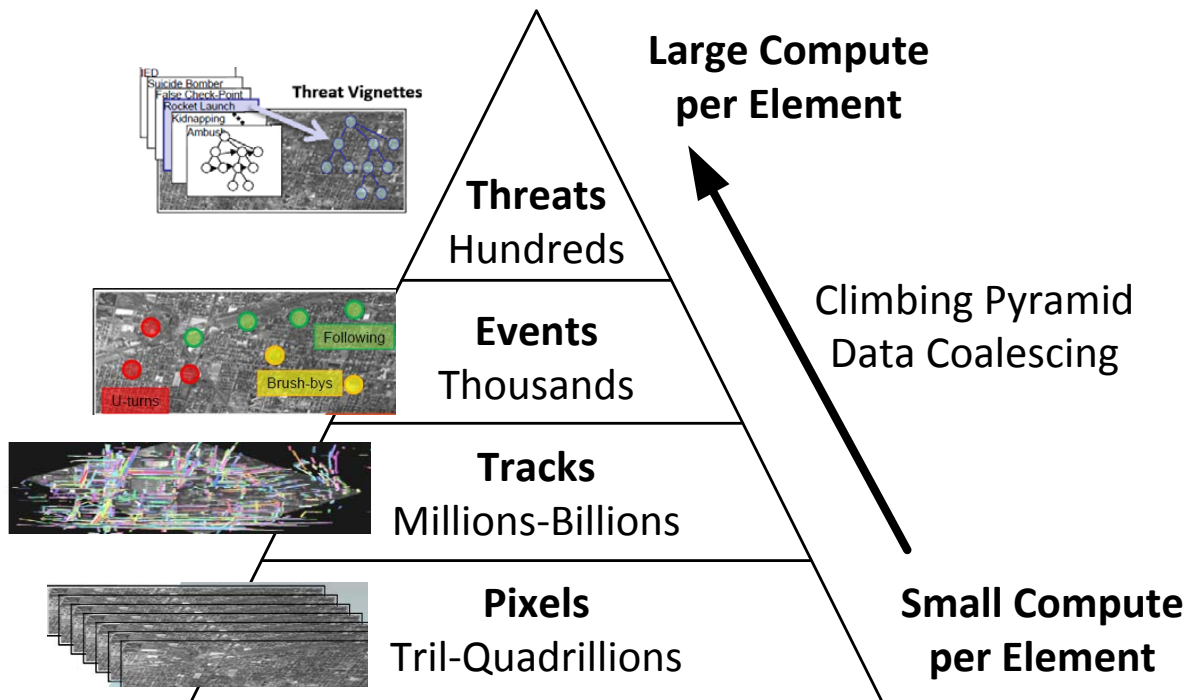 Large Compute
per Element
IED
Suicide Bomber
False Check-Point
Rocket Launch
Kidnapping
Ambush
Threat Vignettes
Threats
Hundreds
Climbing Pyramid
Data Coalescing
Following
Brush-bys
U-turns
Events
Thousands
Tracks
Millions-Billions
Pixels
Tril-Quadrillions
Small Compute
per Element